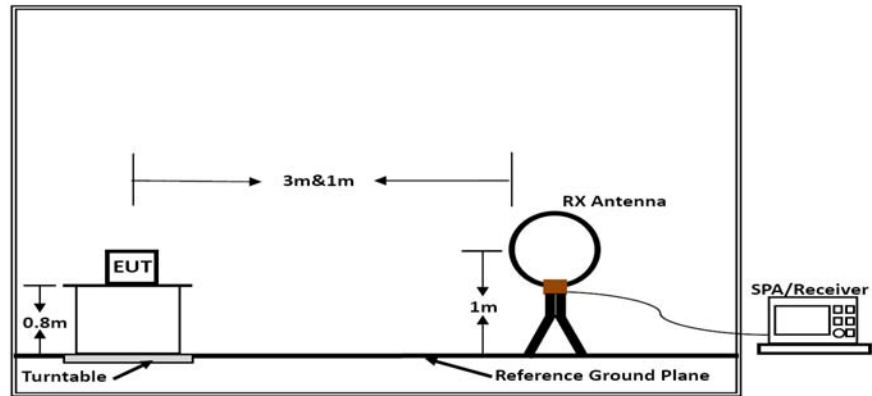 3m&1m
RX Antenna
EUT
SPA/Receiver
0.8m
1m
Turntable
Reference Ground Plane